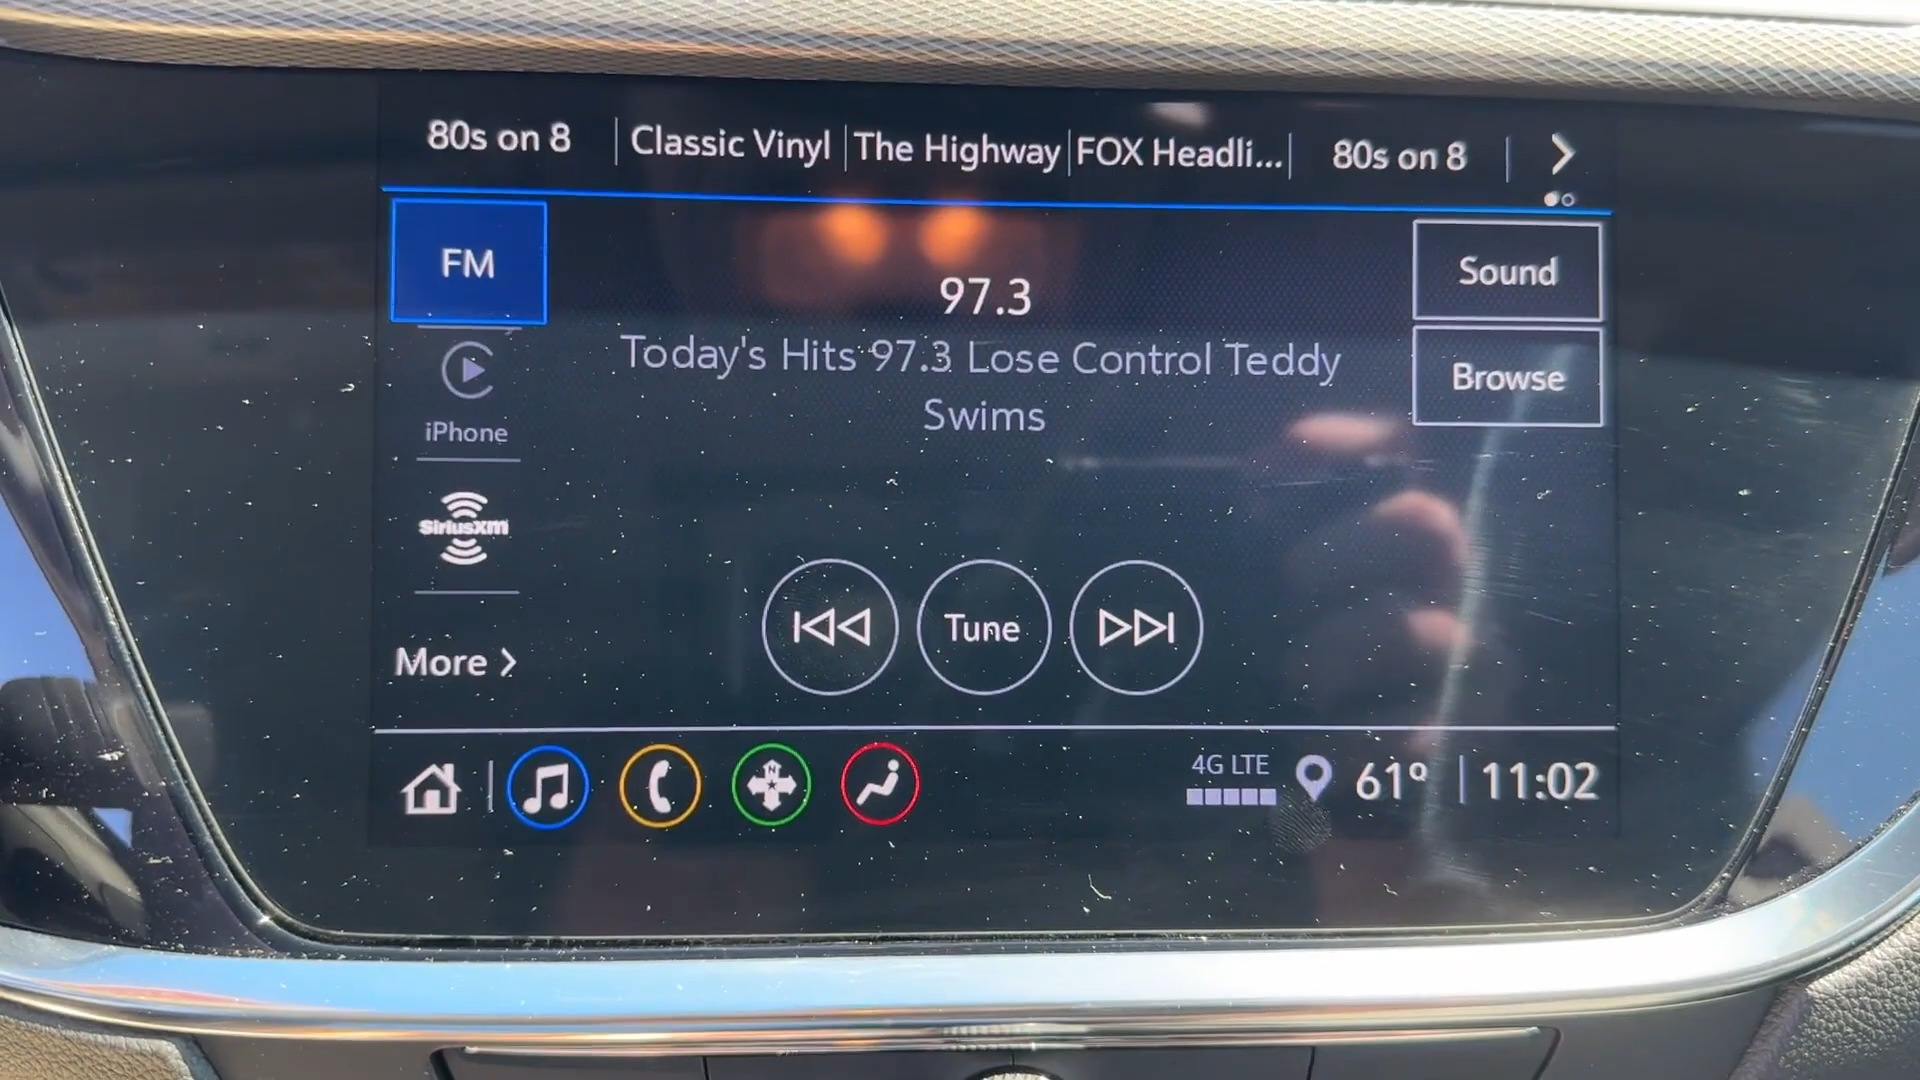 80s on 8 Classic Vinyl The Highway FOX Headli... 80s on 8
FM
Sound
97.3
Today's Hits 97.3 Lose Control Teddy
Swims
Browse
iPhone
SiriusXM
More
Tune
N
4G LTE
61° 11:02